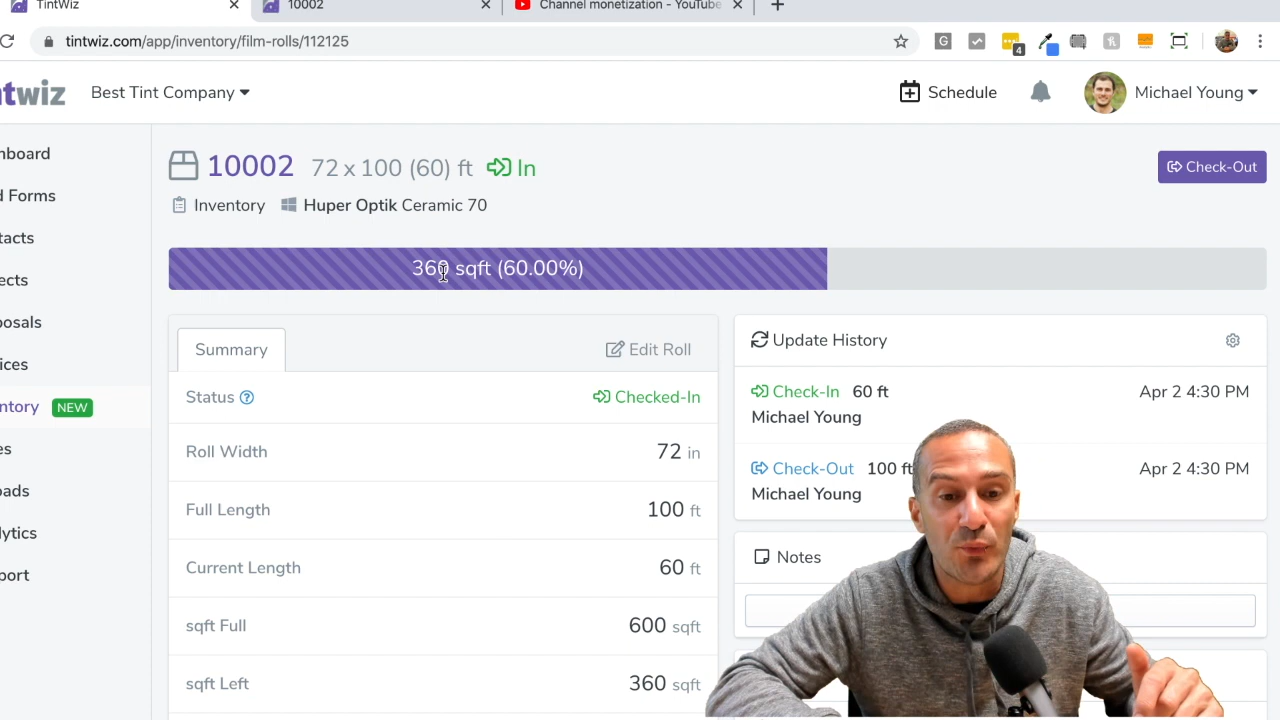 TintWiz
10002
Channel monetization - YouTube
tintwiz.com/app/inventory/film-rolls/112125
G
4
twiz
Best Tint Company
Schedule
Michael Young
nboard
10002 72 x 100 (60) ft In
Check-Out
d Forms
Inventory Huper Optik Ceramic 70
tacts
360 sqft (60.00%)
ects
osals
Summary
Edit Roll
Update History
ices
Status ?
Checked-In
Check-In 60 ft Apr 2 4:30 PM
Michael Young
ntory NEW
es
Roll Width 72 in
Check-Out 100 ft Apr 2 4:30 PM
Michael Young
oads
Full Length 100 ft
lytics
Notes
Current Length 60 ft
port
sqft Full 600 sqft
sqft Left 360 sqft